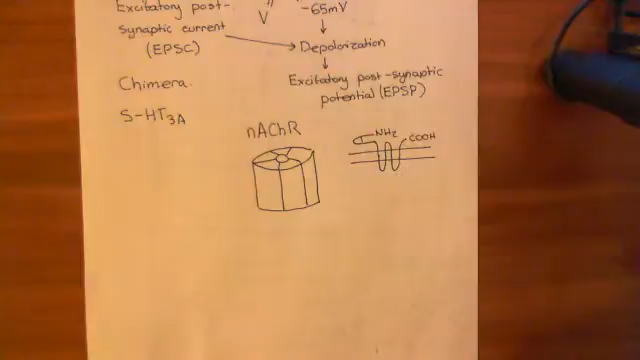 Excitatory post-
synaptic current
(EPSC)
V
-65mV
Depolarization
Excitatory post-synaptic
potential (EPSP)
Chimera.
5-HT3A
nAChR
NH2
COOH